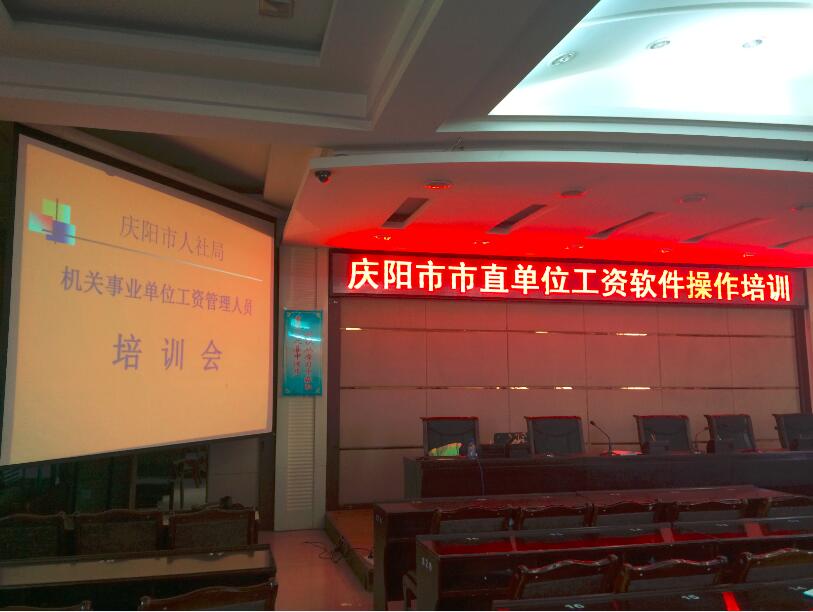 庆阳市人社局
机关事业单位工资管理人员
培训会
庆阳市市直单位工资软件操作培训